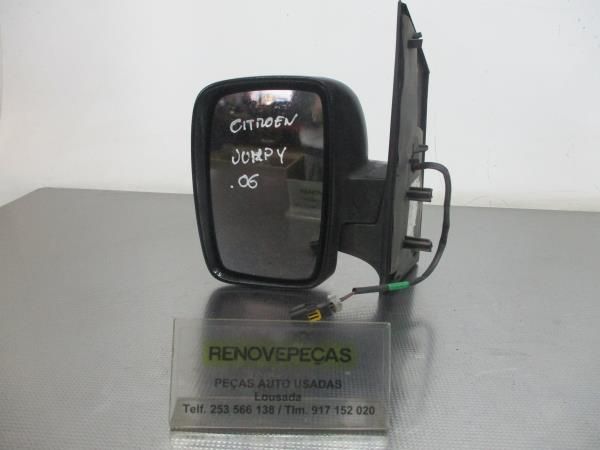 CITROEN
JUMPY
.06
RENOVEPEÇAS
PEÇAS AUTO USADAS
Lousada
Telf. 253 566 138 / Tlm. 917 152 020